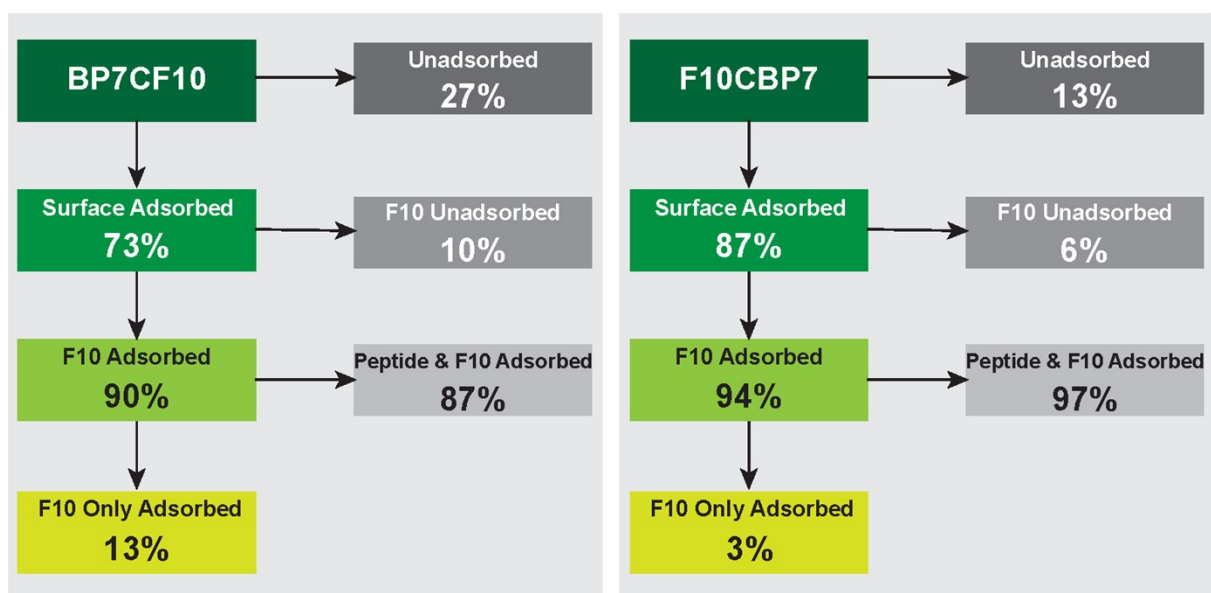 BP7CF10
Unadsorbed
27%
Surface Adsorbed
73%
F10 Unadsorbed
10%
F10 Adsorbed
90%
Peptide & F10 Adsorbed
87%
F10 Only Adsorbed
13%
F10CBP7
Unadsorbed
13%
Surface Adsorbed
87%
F10 Unadsorbed
6%
F10 Adsorbed
94%
Peptide & F10 Adsorbed
97%
F10 Only Adsorbed
3%